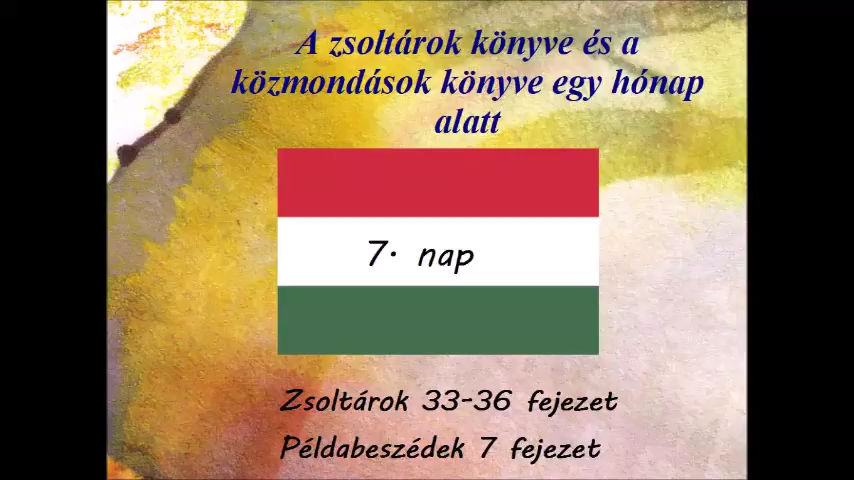 A zsoltárok könyve és a
közmondások könyve egy hónap
alatt
7. nap
Zsoltárok 33-36 fejezet
Példabeszédek 7 fejezet